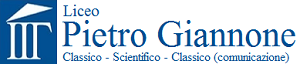 Liceo
Pietro Giannone
Classico - Scientifico - Classico (comunicazione)